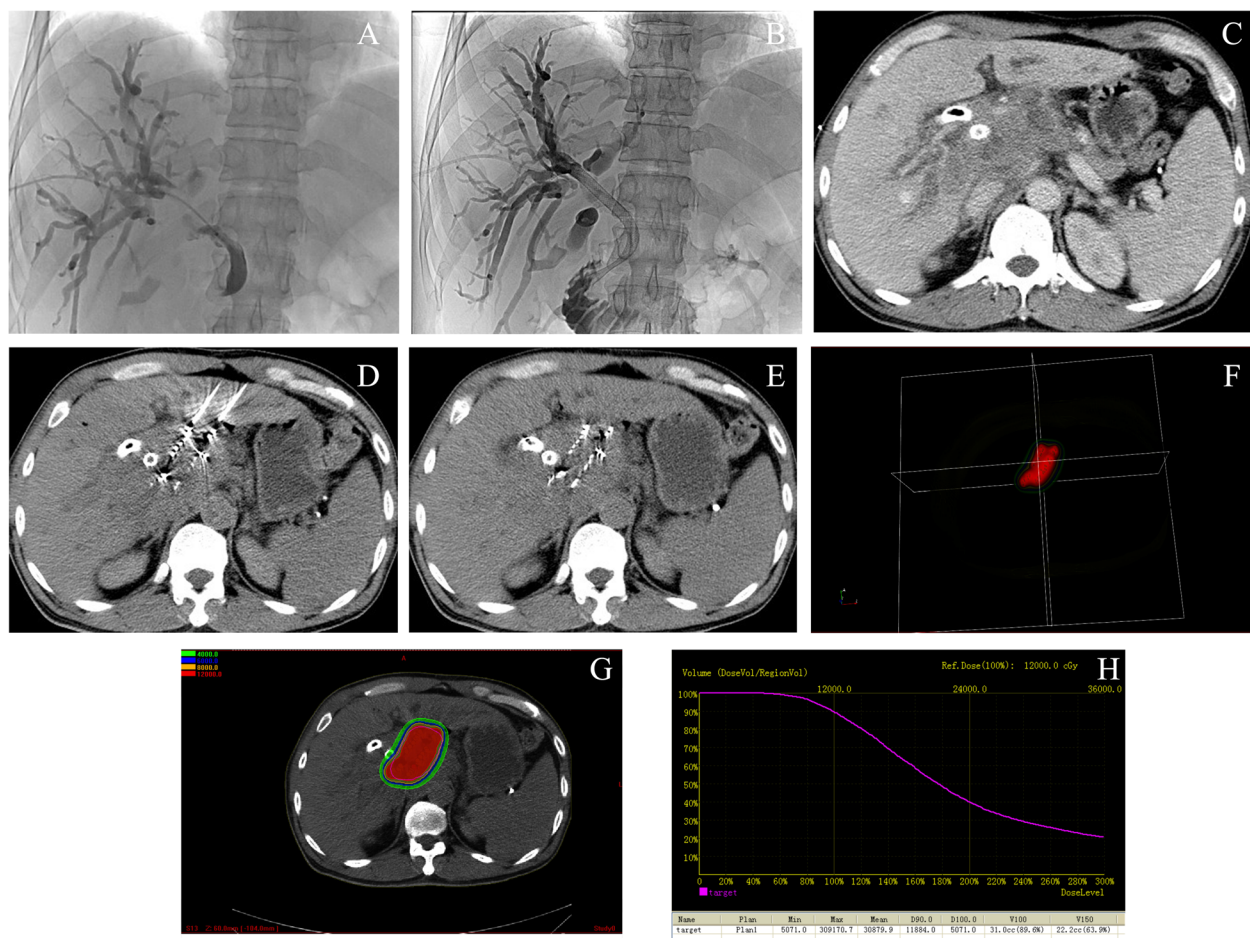 A
B
C
D
E
F
G
4000.0
8000.0
12000.0
A
H
Volume (DoseVol/RegionVol)
Ref.Dose(100%): 12000.0 cGy
12000.0 24000.0 36000.0
100%
90%
80%
70%
60%
50%
40%
30%
20%
10%
0 20% 40% 60% 80% 100% 120% 140% 160% 180% 200% 220% 240% 260% 280% 300%
target
DoseLevel
Name Plan Min Max Mean D90.0 D100.0 V100 V150
target Plan1 5071.0 309170.7 30879.9 11884.0 5071.0 31.0cc(89.6%) 22.2cc(63.9%)